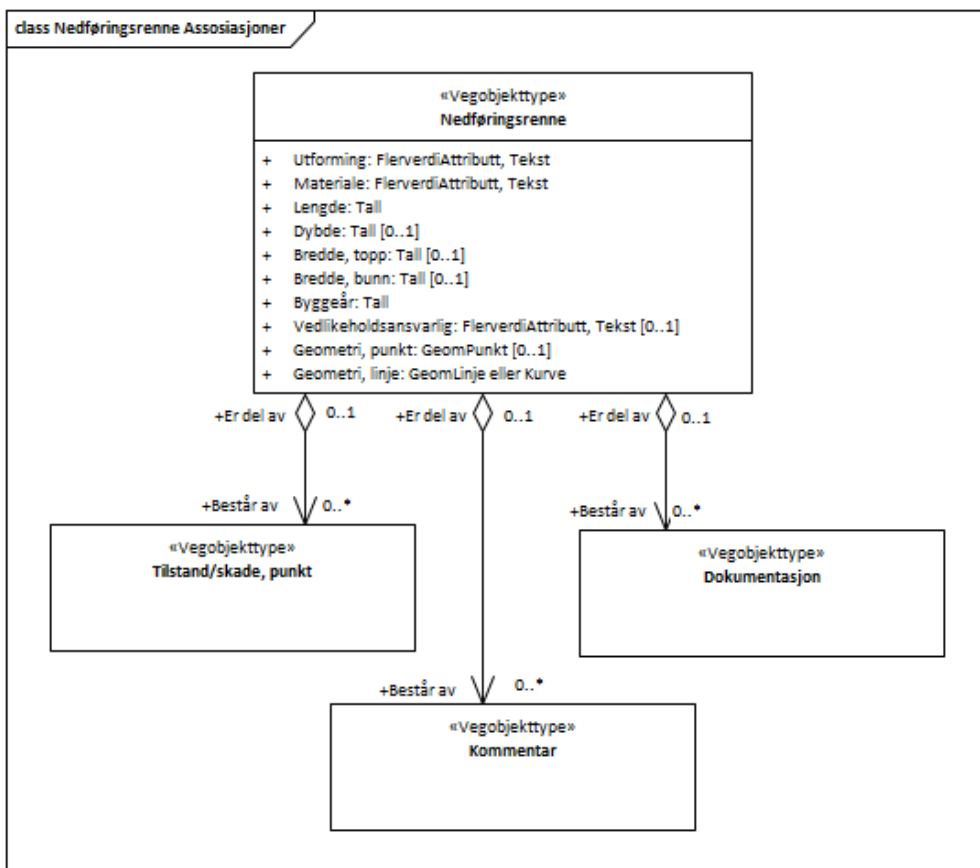 class Nedføringsrenne Assosiasjoner
«Vegobjekttype»
Nedføringsrenne
+ Utforming: FlerverdiAttributt, Tekst
+ Materiale: FlerverdiAttributt, Tekst
+ Lengde: Tall
+ Dybde: Tall [0..1]
+ Bredde, topp: Tall [0..1]
+ Bredde, bunn: Tall [0..1]
+ Byggeår: Tall
+ Vedlikeholdsansvarlig: FlerverdiAttributt, Tekst [0..1]
+ Geometri, punkt: GeomPunkt [0..1]
+ Geometri, linje: GeomLinje eller Kurve
+Er del av 0..1 +Er del av 0..1 +Er del av 0..1
+Består av 0..* +Består av 0..*
«Vegobjekttype»
Tilstand/skade, punkt
«Vegobjekttype»
Dokumentasjon
+Består av 0..*
«Vegobjekttype»
Kommentar